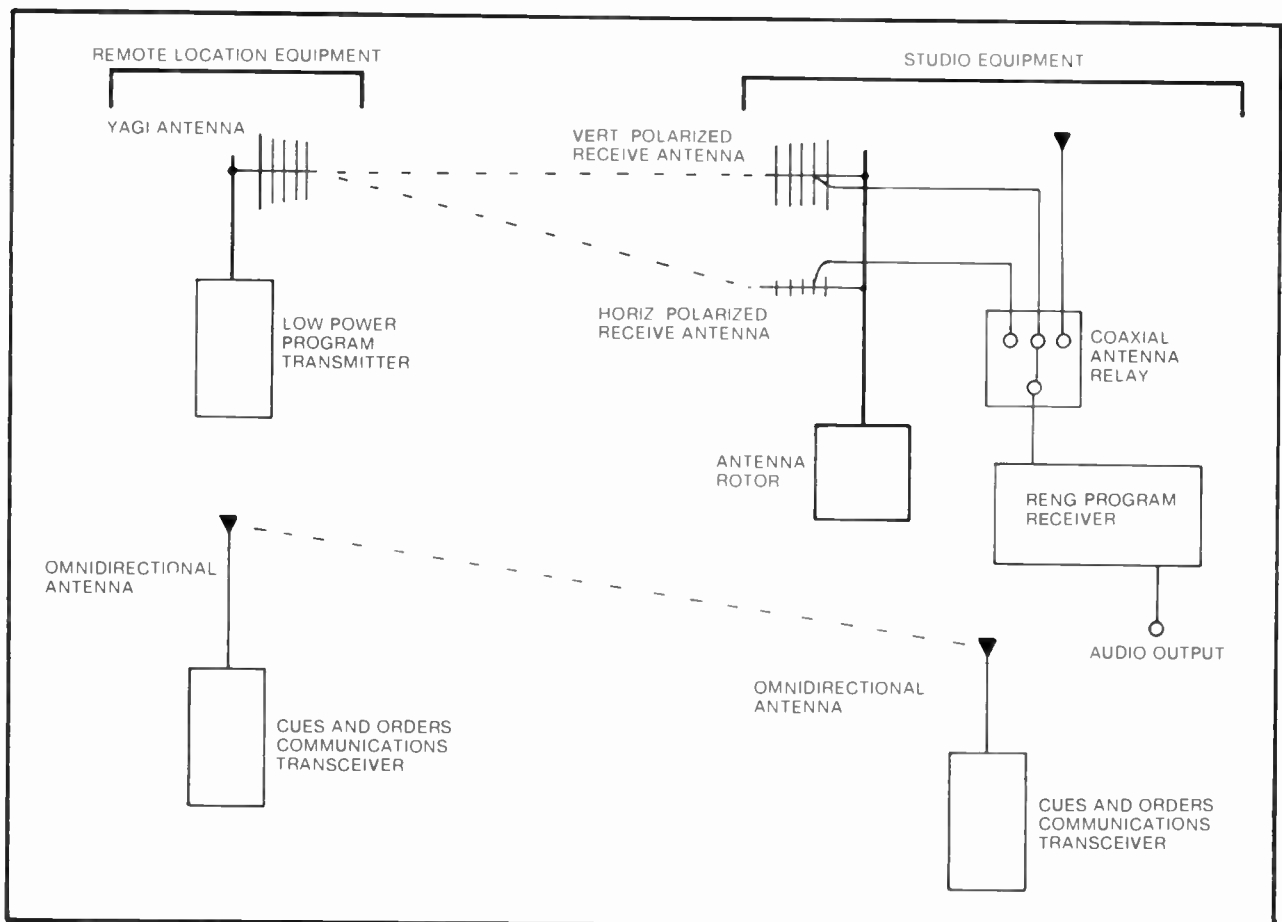 REMOTE LOCATION EQUIPMENT
STUDIO EQUIPMENT
YAGI ANTENNA
VERT POLARIZED
RECEIVE ANTENNA
LOW POWER
PROGRAM
TRANSMITTER
HORIZ POLARIZED
RECEIVE ANTENNA
COAXIAL
ANTENNA
RELAY
ANTENNA
ROTOR
RENG PROGRAM
RECEIVER
AUDIO OUTPUT
OMNIDIRECTIONAL
ANTENNA
CUES AND ORDERS
COMMUNICATIONS
TRANSCEIVER
OMNIDIRECTIONAL
ANTENNA
CUES AND ORDERS
COMMUNICATIONS
TRANSCEIVER